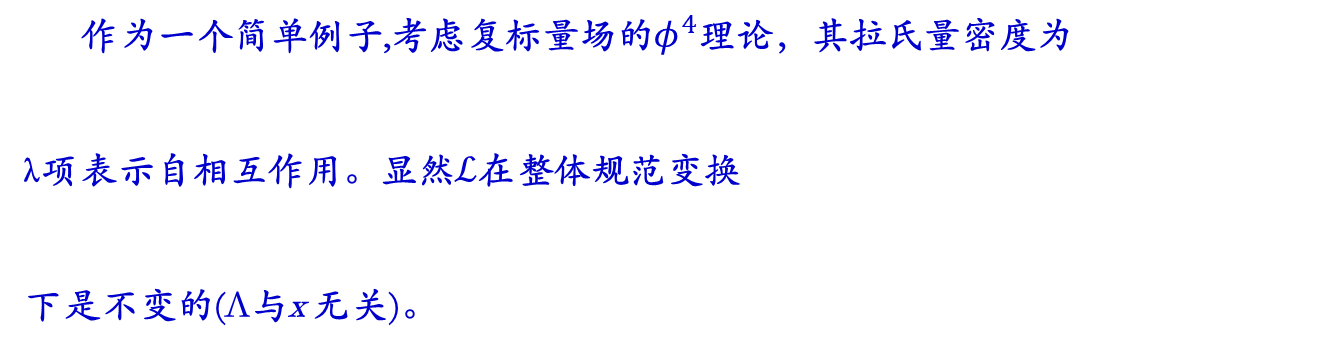 作为一个简单例子,考虑复标量场的𝜙⁴理论，其拉氏量密度为
λ项表示自相互作用。显然ℒ在整体规范变换
下是不变的(Λ与x无关)。